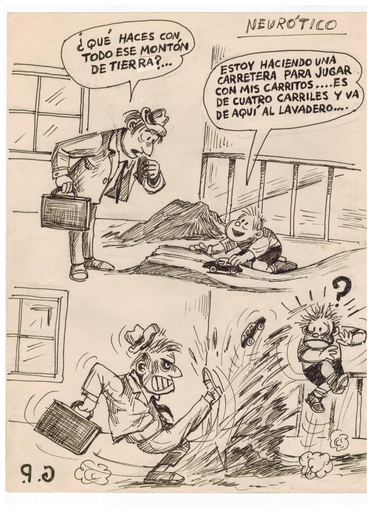 NEURÓTICO
¿QUÉ HACES CON
TODO ESE MONTÓN
DE TIERRA?...
ESTOY HACIENDO UNA
CARRETERA PARA JUGAR
CON MIS CARRITOS....ES
DE CUATRO CARRILES Y VA
DE AQUÍ AL LAVADERO....
?
G.P.